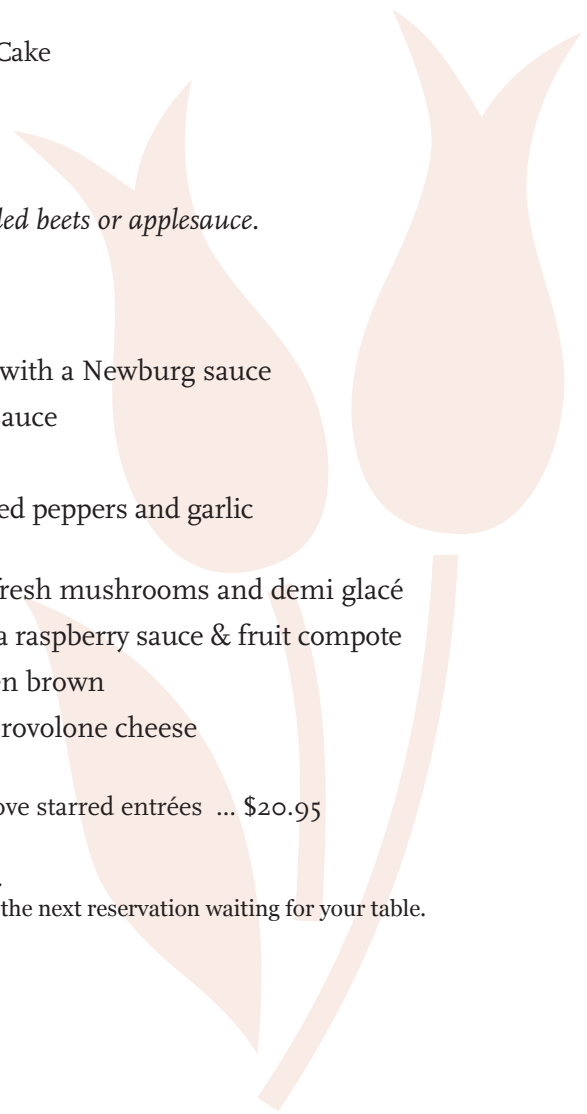 Cake
led beets or applesauce.
with a Newburg sauce
auce
ed peppers and garlic
resh mushrooms and demi glacé
a raspberry sauce & fruit compote
n brown
rovolone cheese
ove starred entrées ... $20.95
.
the next reservation waiting for your table.